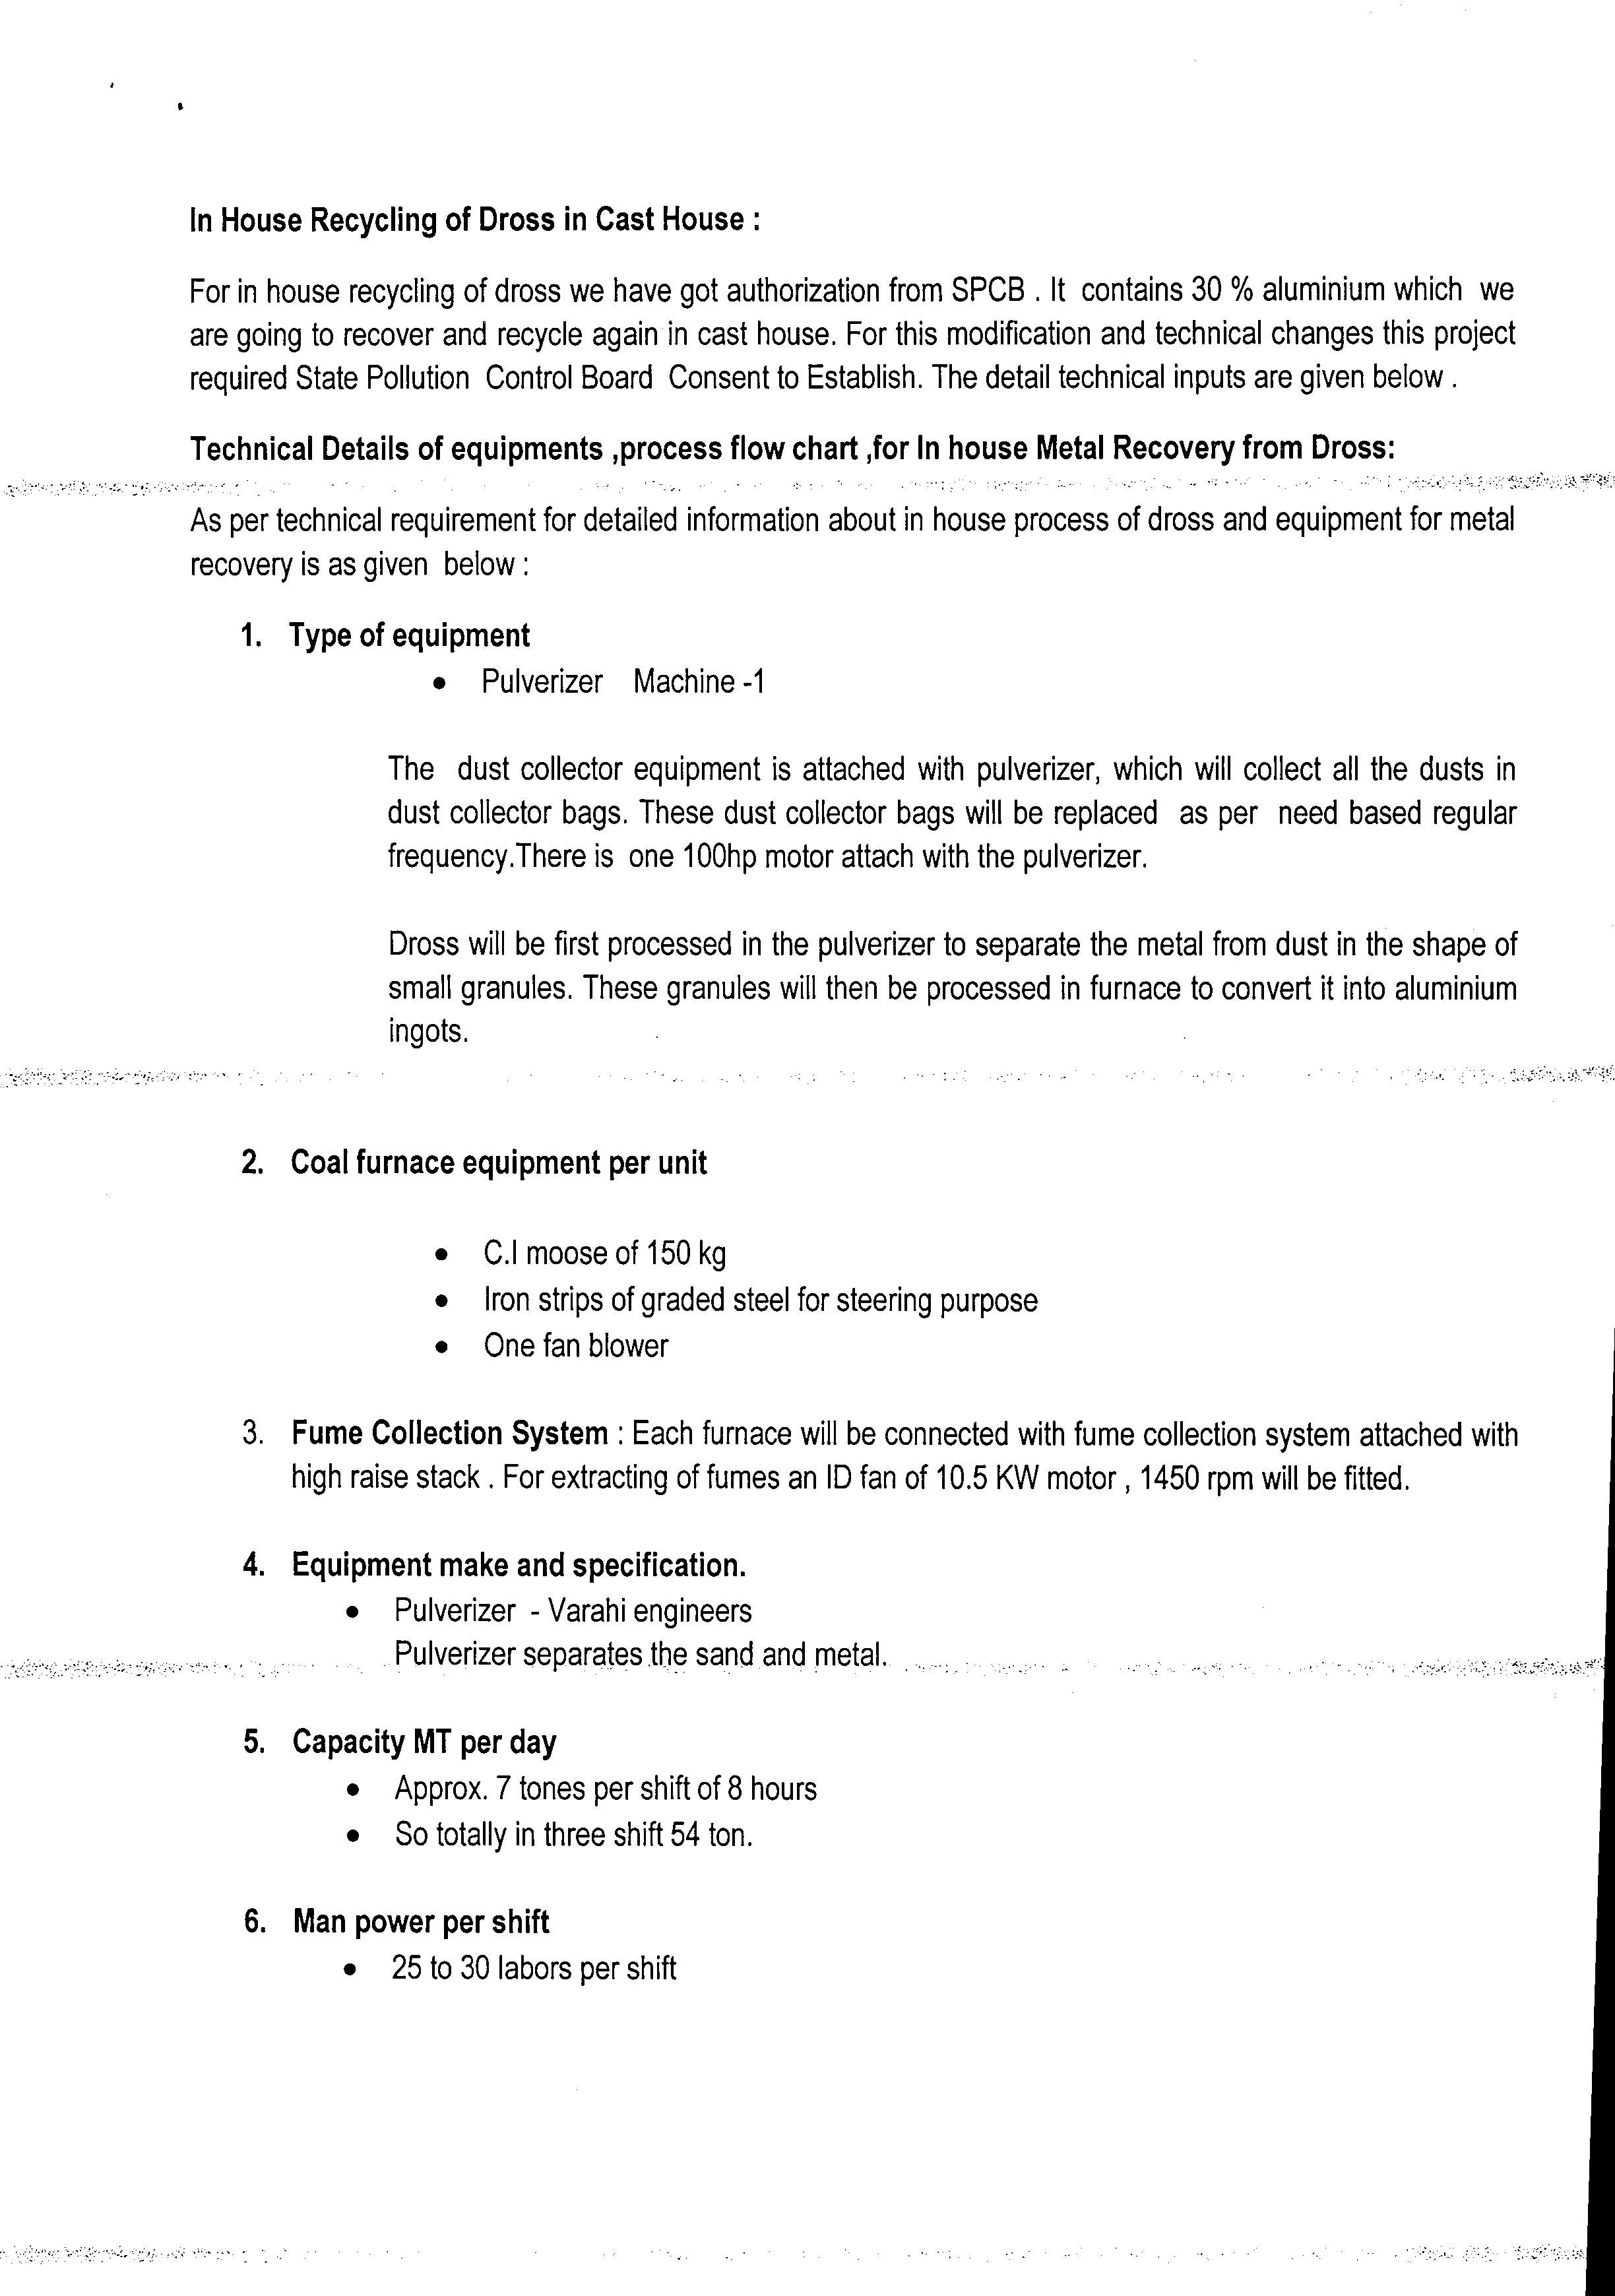 In House Recycling of Dross in Cast House :
For in house recycling of dross we have got authorization from SPCB . It contains 30 % aluminium which we
are going to recover and recycle again in cast house. For this modification and technical changes this project
required State Pollution Control Board Consent to Establish. The detail technical inputs are given below .
Technical Details of equipments ,process flow chart ,for In house Metal Recovery from Dross:
As per technical requirement for detailed information about in house process of dross and equipment for metal
recovery is as given below :
1. Type of equipment
• Pulverizer Machine -1
The dust collector equipment is attached with pulverizer, which will collect all the dusts in
dust collector bags. These dust collector bags will be replaced as per need based regular
frequency.There is one 100hp motor attach with the pulverizer.
Dross will be first processed in the pulverizer to separate the metal from dust in the shape of
small granules. These granules will then be processed in furnace to convert it into aluminium
ingots.
2. Coal furnace equipment per unit
• C.I moose of 150 kg
• Iron strips of graded steel for steering purpose
• One fan blower
3. Fume Collection System : Each furnace will be connected with fume collection system attached with
high raise stack . For extracting of fumes an ID fan of 10.5 KW motor , 1450 rpm will be fitted.
4. Equipment make and specification.
• Pulverizer - Varahi engineers
Pulverizer separates the sand and metal.
5. Capacity MT per day
• Approx. 7 tones per shift of 8 hours
• So totally in three shift 54 ton.
6. Man power per shift
• 25 to 30 labors per shift